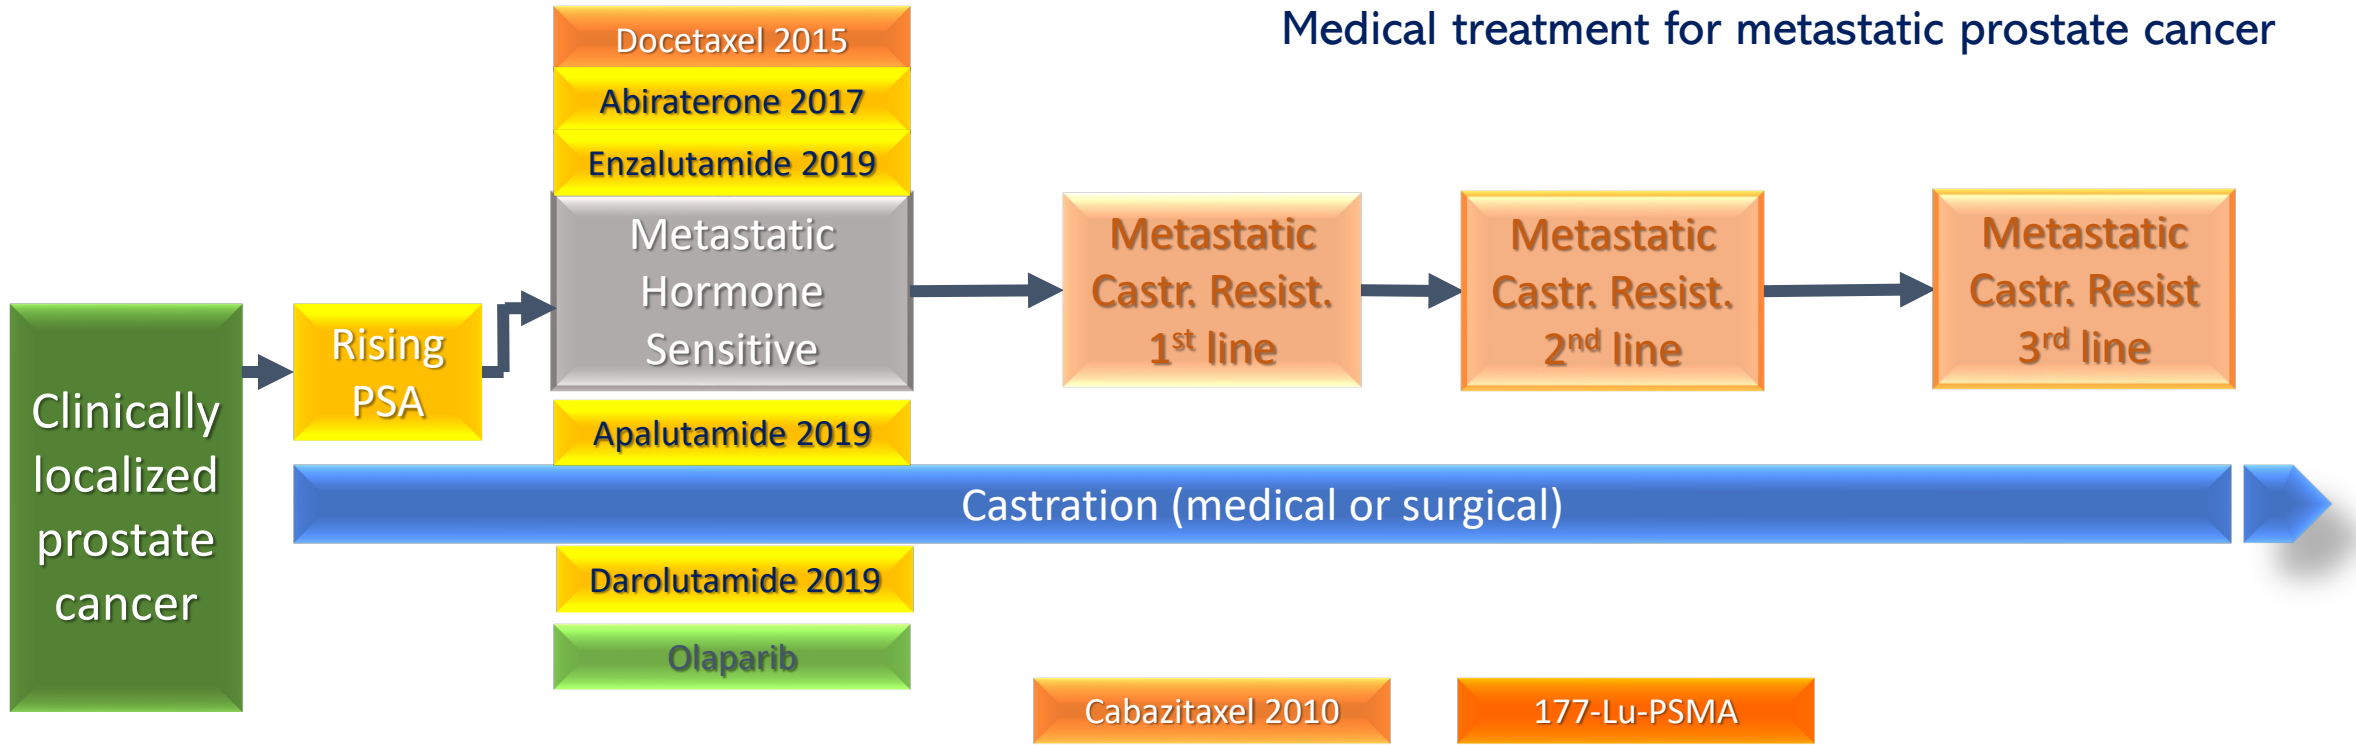 Medical treatment for metastatic prostate cancer
Docetaxel 2015
Abiraterone 2017
Enzalutamide 2019
Metastatic
Hormone
Sensitive
Metastatic
Castr. Resist.
1st line
Metastatic
Castr. Resist.
2nd line
Metastatic
Castr. Resist
3rd line
Rising
PSA
Clinically
localized
prostate
cancer
Apalutamide 2019
Castration (medical or surgical)
Darolutamide 2019
Olaparib
Cabazitaxel 2010
177-Lu-PSMA